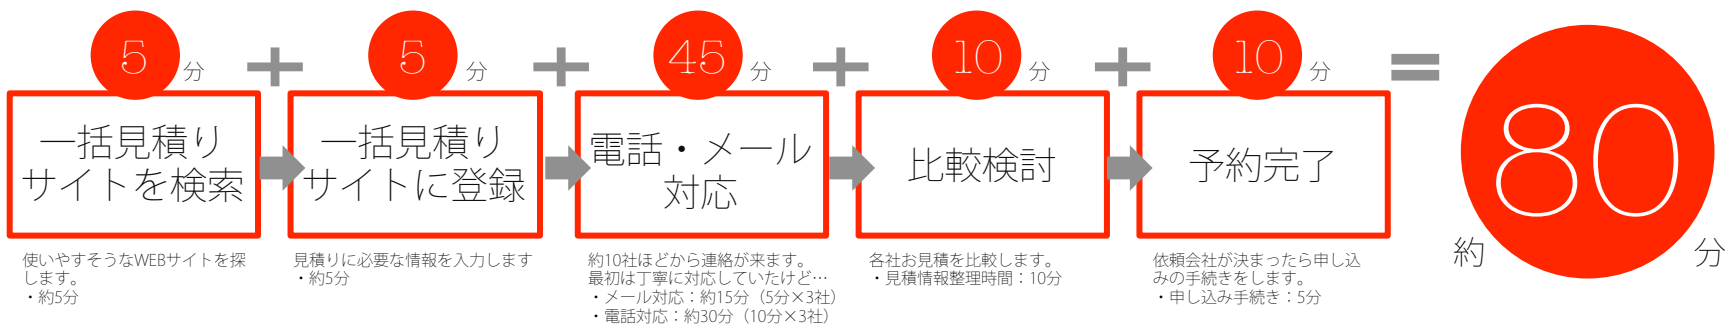 5分
+
5分
+
45分
+
10分
+
10分
=
約80分
一括見積り
サイトを検索
一括見積り
サイトに登録
電話・メール
対応
比較検討
予約完了
使いやすそうなWEBサイトを探
します。
・約5分
見積りに必要な情報を入力します
・約5分
約10社ほどから連絡が来ます。
最初は丁寧に対応していたけど…
・メール対応：約15分（5分×3社）
・電話対応：約30分（10分×3社）
各社お見積を比較します。
・見積情報整理時間：10分
依頼会社が決まったら申し込
みの手続きをします。
・申し込み手続き：5分